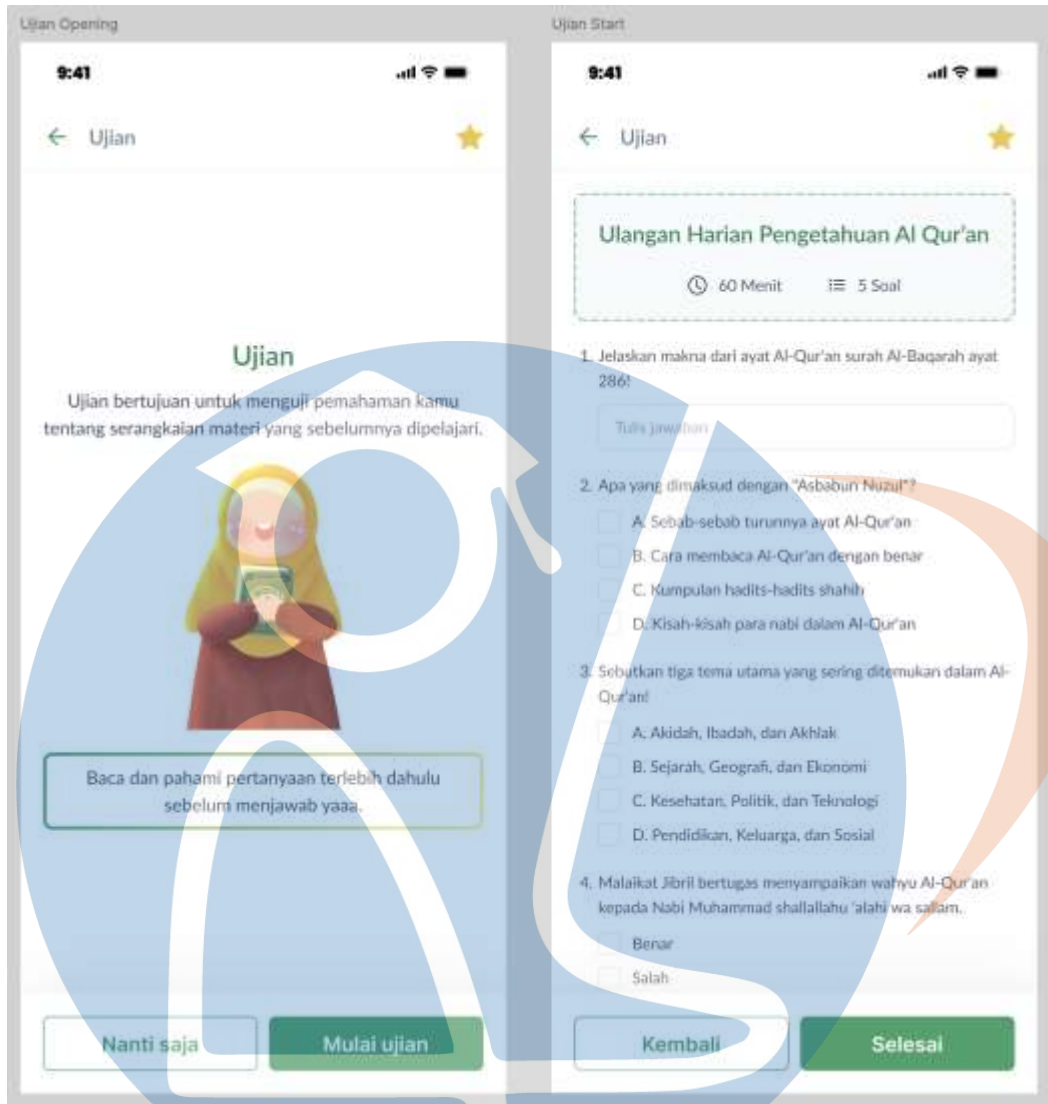 Ujian Opening
9:41
Ujian
Ujian
Ujian bertujuan untuk menguji pemahaman kamu
tentang serangkaian materi yang sebelumnya dipelajari.
Baca dan pahami pertanyaan terlebih dahulu
sebelum menjawab yaaa.
Nanti saja
Mulai ujian
Ujian Start
9:41
Ujian
Ulangan Harian Pengetahuan Al Qur'an
60 Menit
5 Soal
1. Jelaskan makna dari ayat Al-Qur'an surah Al-Baqarah ayat
286!
Tulis jawaban
2. Apa yang dimaksud dengan "Asbabun Nuzul"?
A. Sebab-sebab turunnya ayat Al-Qur'an
B. Cara membaca Al-Qur'an dengan benar
C. Kumpulan hadits-hadits shahih
D. Kisah-kisah para nabi dalam Al-Qur'an
3. Sebutkan tiga tema utama yang sering ditemukan dalam Al-
Qur'an!
A. Akidah, Ibadah, dan Akhlak
B. Sejarah, Geografi, dan Ekonomi
C. Kesehatan, Politik, dan Teknologi
D. Pendidikan, Keluarga, dan Sosial
4. Malaikat Jibril bertugas menyampaikan wahyu Al-Qur'an
kepada Nabi Muhammad shallallahu 'alahi wa sallam.
Benar
Salah
Kembali
Selesai